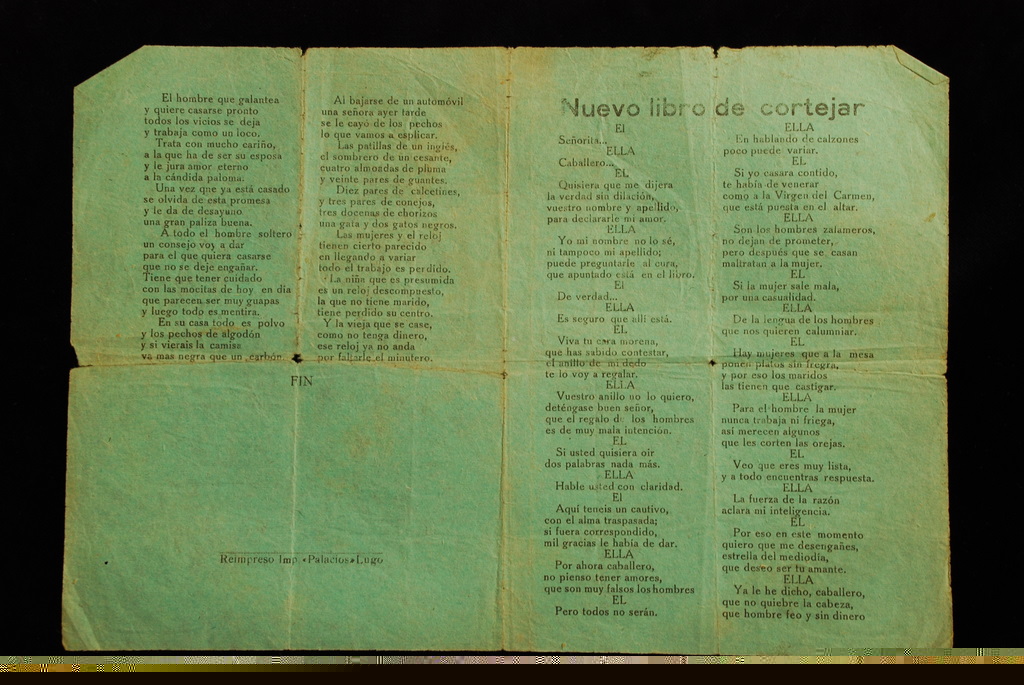 El hombre que galantea
y quiere casarse pronto
todos los vicios se deja
y trabaja como un loco.
Trata con mucho cariño,
a la que ha de ser su esposa
y le jura amor eterno
a la cándida paloma.
Una vez que ya está casado
se olvida de esta promesa
y le da de desayuno
una gran paliza buena.
A todo el hombre soltero
un consejo voy a dar
para el que quiera casarse
que no se deje engañar.
Tiene que tener cuidado
con las mocitas de hoy en día
que parecen ser muy guapas
y luego todo es mentira.
En su casa todo es polvo
y los pechos de algodón
y si vierais la camisa
va mas negra que un carbón.
Al bajarse de un automóvil
una señora ayer tarde
se le cayó de los pechos
lo que vamos a esplicar.
Las patillas de un inglés,
el sombrero de un cesante,
cuatro almoadas de pluma
y veinte pares de guantes.
Diez pares de calcetines,
y tres pares de conejos,
tres docenas de chorizos
una gata y dos gatos negros.
Las mujeres y el reloj
tienen cierto parecido
en llegando a variar
todo el trabajo es perdido.
La niña que es presumida
es un reloj descompuesto,
la que no tiene marido,
tiene perdido su centro.
Y la vieja que se case,
como no tenga dinero,
ese reloj ya no anda
por faltarle el minutero.
FIN
Reimpreso Imp. «Palacios» Lugo
Nuevo libro de cortejar
El
Señorita...
ELLA
Caballero...
EL
Quisiera que me dijera
la verdad sin dilación,
vuestro nombre y apellido,
para declararle mi amor.
ELLA
Yo mi nombre no lo sé,
ni tampoco mi apellido;
puede preguntarle al cura,
que apuntado está en el libro.
El
De verdad...
ELLA
Es seguro que allí está.
EL
Viva tu cara morena,
que has sabido contestar,
el anillo de mi dedo
te lo voy a regalar.
ELLA
Vuestro anillo no lo quiero,
deténgase buen señor,
que el regalo de los hombres
es de muy mala intención.
EL
Si usted quisiera oir
dos palabras nada más.
ELLA
Hable usted con claridad.
El
Aquí teneis un cautivo,
con el alma traspasada;
si fuera correspondido,
mil gracias le había de dar.
ELLA
Por ahora caballero,
no pienso tener amores,
que son muy falsos los hombres
EL
Pero todos no serán.
ELLA
En hablando de calzones
poco puede variar.
EL
Si yo casara contido,
te había de venerar
como a la Virgen del Carmen,
que está puesta en el altar.
ELLA
Son los hombres zalameros,
no dejan de prometer,
pero después que se casan
maltratan a la mujer.
EL
Si la mujer sale mala,
por una casualidad.
ELLA
De la lengua de los hombres
que nos quieren calumniar.
EL
Hay mujeres que a la mesa
ponen platos sin fregra,
y por eso los maridos
las tienen que castigar.
ELLA
Para el hombre la mujer
nunca trabaja ni friega,
asi merecen algunos
que les corten las orejas.
EL
Veo que eres muy lista,
y a todo encuentras respuesta.
ELLA
La fuerza de la razón
aclara mi inteligencia.
EL
Por eso en este momento
quiero que me desengañes,
estrella del mediodía,
que deseo ser tu amante.
ELLA
Ya le he dicho, caballero,
que no quiebre la cabeza,
que hombre feo y sin dinero